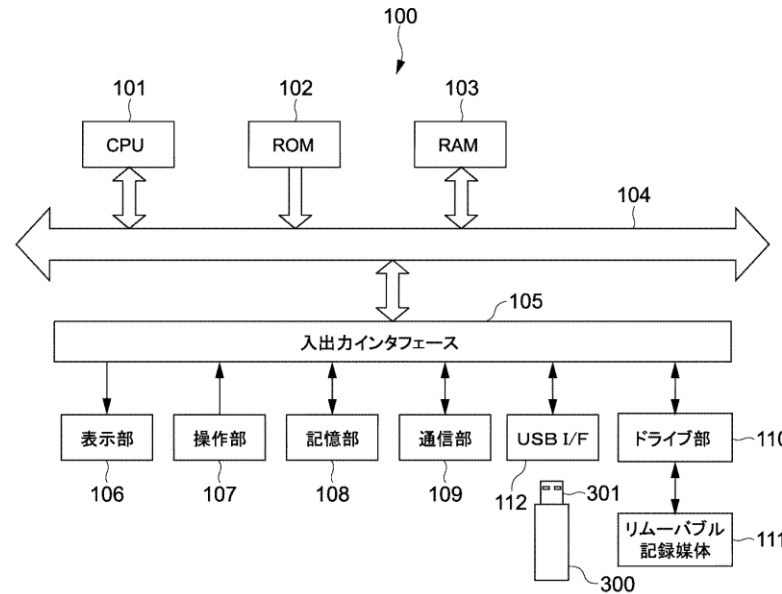 100
101
102
103
CPU
ROM
RAM
104
105
入出力インタフェース
表示部
操作部
記憶部
通信部
USB I/F
ドライブ部
110
106
107
108
109
112
301
リムーバブル
記録媒体
111
300